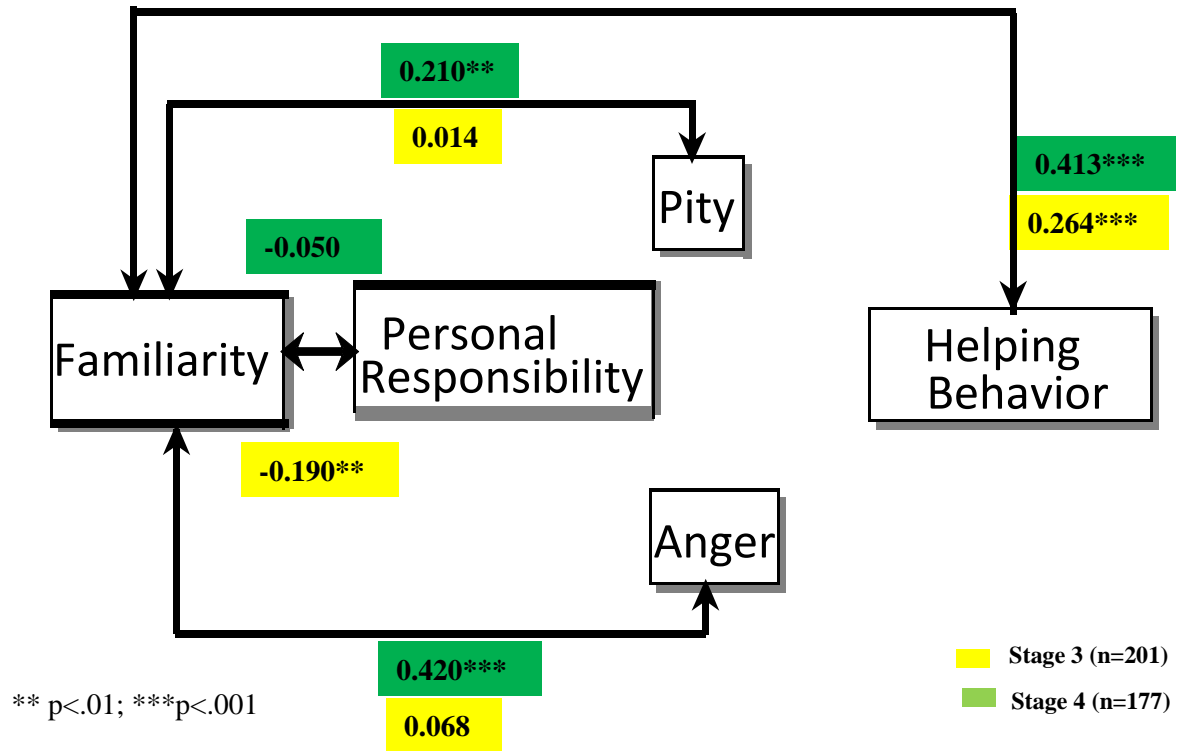 0.210**
0.014
Pity
0.413***
0.264***
-0.050
Familiarity
Personal
Responsibility
Helping
Behavior
-0.190**
Anger
0.420***
0.068
Stage 3 (n=201)
Stage 4 (n=177)
** p<.01; ***p<.001